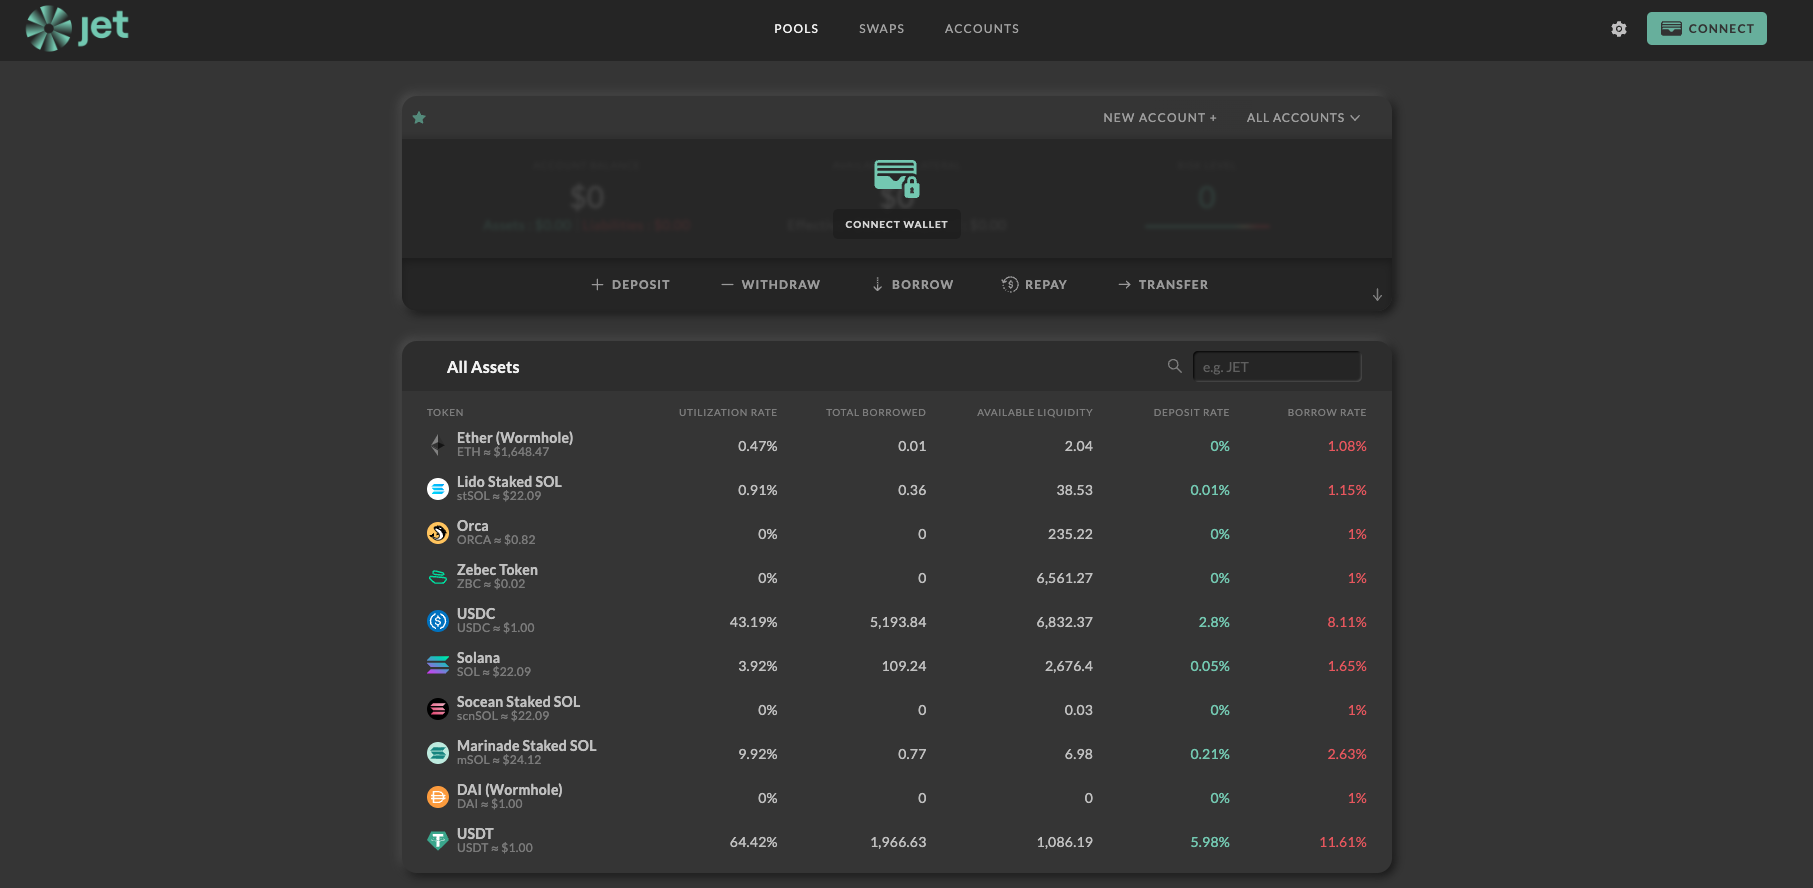 jet
POOLS SWAPS ACCOUNTS CONNECT
NEW ACCOUNT + ALL ACCOUNTS
$0 $0 0
CONNECT WALLET
DEPOSIT WITHDRAW BORROW REPAY TRANSFER
All Assets e.g. JET
TOKEN UTILIZATION RATE TOTAL BORROWED AVAILABLE LIQUIDITY DEPOSIT RATE BORROW RATE
Ether (Wormhole)
ETH ≈ $1,648.47
0.47% 0.01 2.04 0% 1.08%
Lido Staked SOL
stSOL ≈ $22.09
0.91% 0.36 38.53 0.01% 1.15%
Orca
ORCA ≈ $0.82
0% 0 235.22 0% 1%
Zebec Token
ZBC ≈ $0.02
0% 0 6,561.27 0% 1%
USDC
USDC ≈ $1.00
43.19% 5,193.84 6,832.37 2.8% 8.11%
Solana
SOL ≈ $22.09
3.92% 109.24 2,676.4 0.05% 1.65%
Socean Staked SOL
scnSOL ≈ $22.09
0% 0 0.03 0% 1%
Marinade Staked SOL
mSOL ≈ $24.12
9.92% 0.77 6.98 0.21% 2.63%
DAI (Wormhole)
DAI ≈ $1.00
0% 0 0 0% 1%
USDT
USDT ≈ $1.00
64.42% 1,966.63 1,086.19 5.98% 11.61%